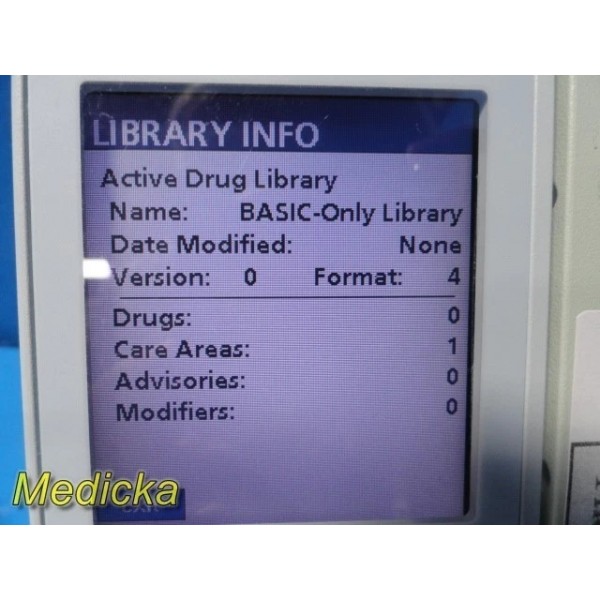 LIBRARY INFO
Active Drug Library
Name: BASIC-Only Library
Date Modified: None
Version: 0 Format: 4
Drugs: 0
Care Areas: 1
Advisories: 0
Modifiers: 0
Medicka